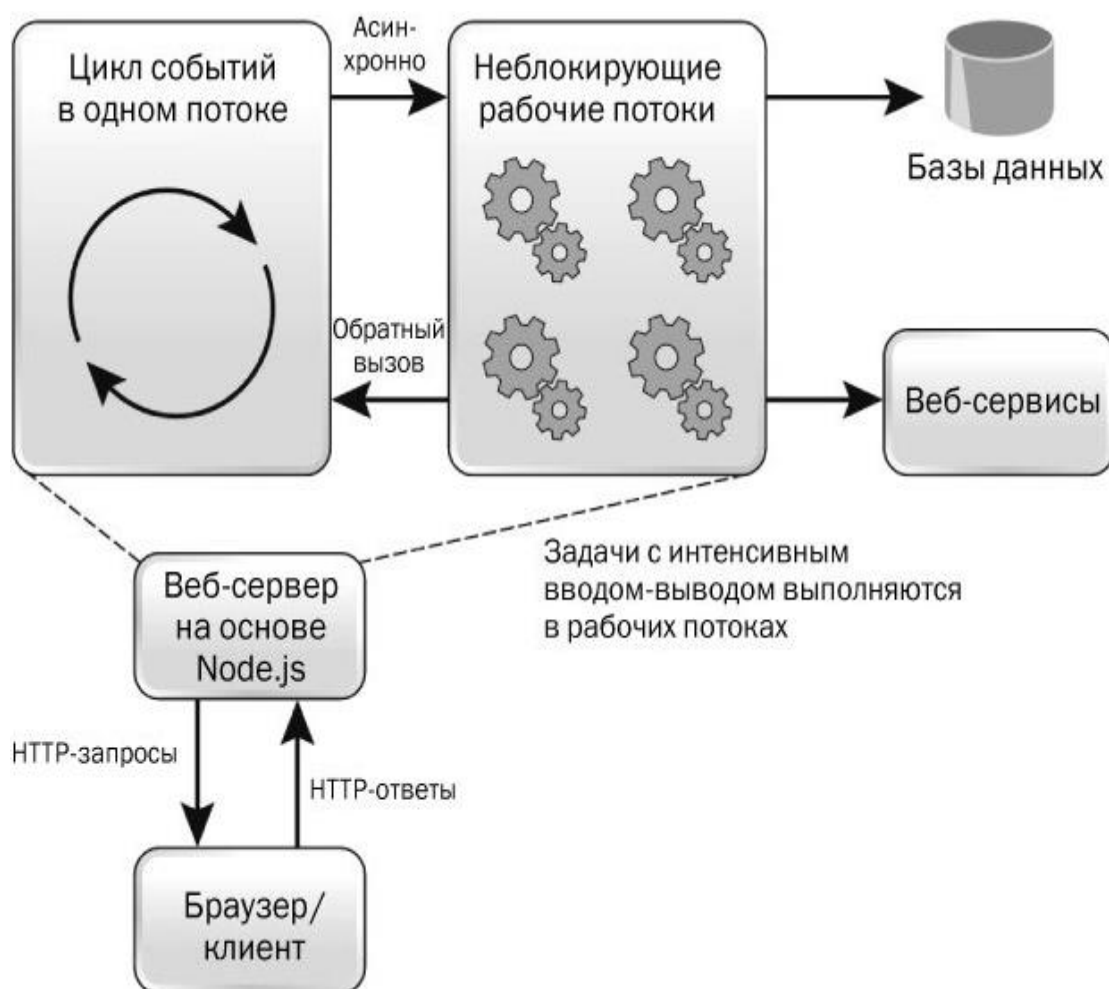 Цикл событий
в одном потоке
Асин-
хронно
Неблокирующие
рабочие потоки
Базы данных
Обратный
вызов
Веб-сервисы
Веб-сервер
на основе
Node.js
Задачи с интенсивным
вводом-выводом выполняются
в рабочих потоках
HTTP-запросы
HTTP-ответы
Браузер/
клиент